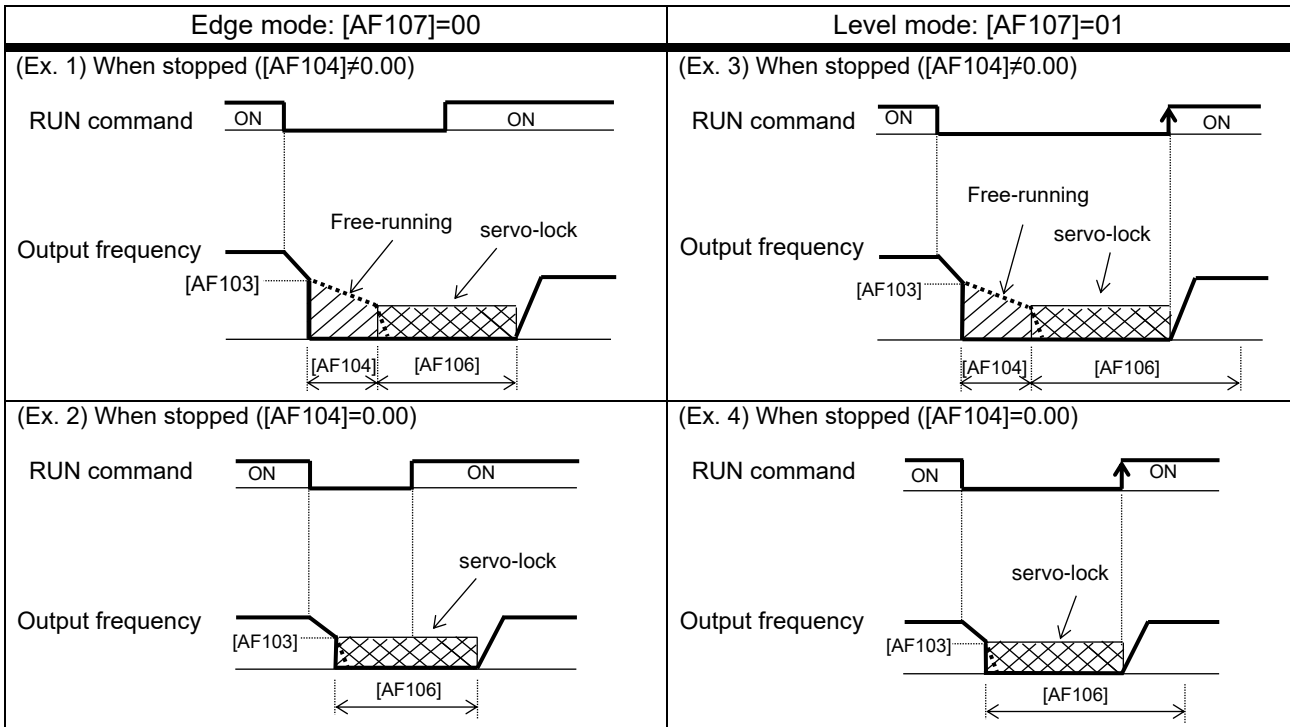 Edge mode: [AF107]=00
Level mode: [AF107]=01
(Ex. 1) When stopped ([AF104]≠0.00)
RUN command
ON
ON
Free-running
servo-lock
Output frequency
[AF103]
[AF104]
[AF106]
(Ex. 3) When stopped ([AF104]≠0.00)
RUN command
ON
ON
Free-running
servo-lock
Output frequency
[AF103]
[AF104]
[AF106]
(Ex. 2) When stopped ([AF104]=0.00)
RUN command
ON
ON
servo-lock
Output frequency
[AF103]
[AF106]
(Ex. 4) When stopped ([AF104]=0.00)
RUN command
ON
ON
servo-lock
Output frequency
[AF103]
[AF106]